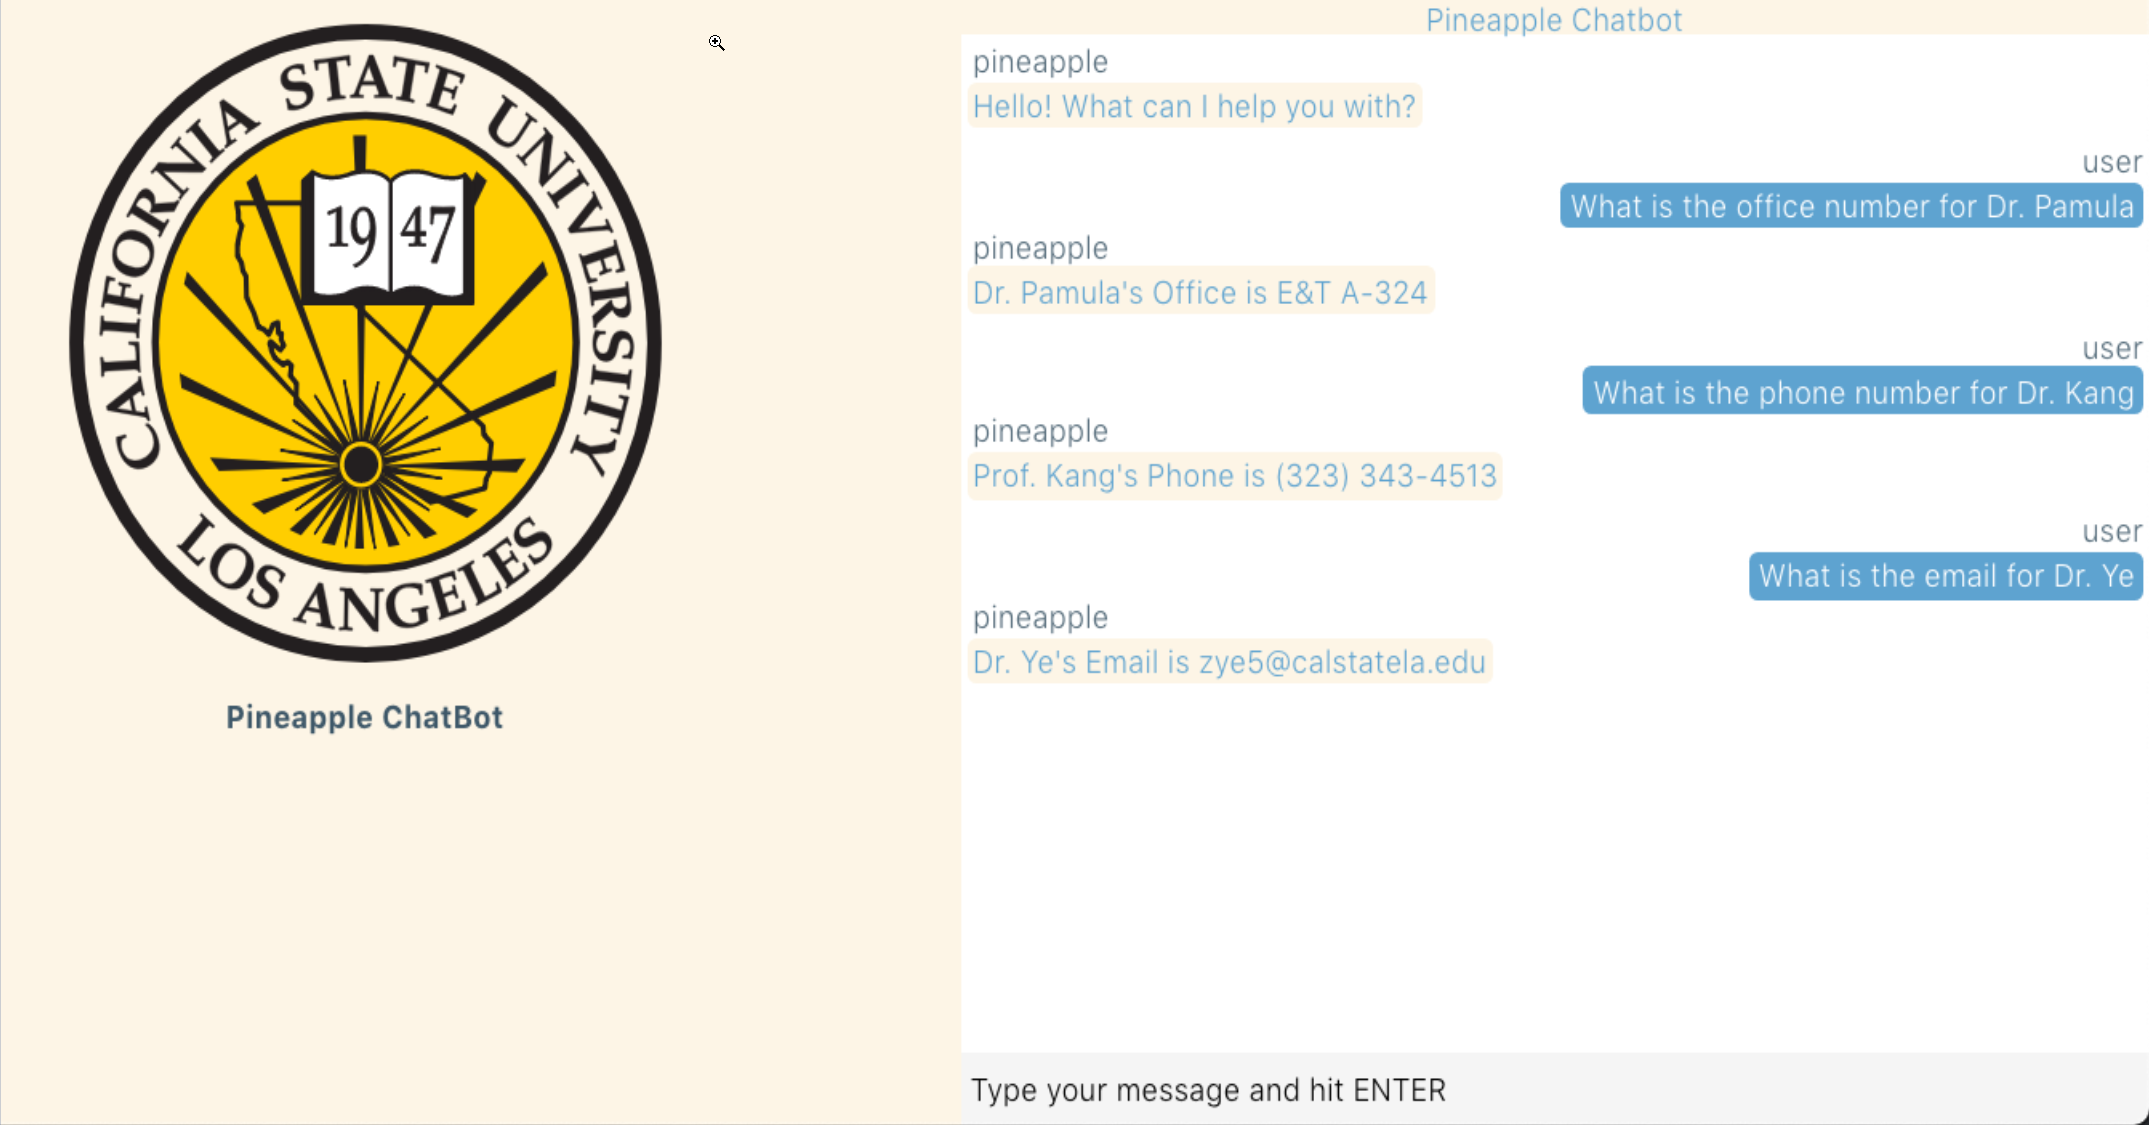 CALIFORNIA STATE UNIVERSITY
LOS ANGELES
19 47
Pineapple ChatBot
Pineapple Chatbot
pineapple
Hello! What can I help you with?
user
What is the office number for Dr. Pamula
pineapple
Dr. Pamula's Office is E&T A-324
user
What is the phone number for Dr. Kang
pineapple
Prof. Kang's Phone is (323) 343-4513
user
What is the email for Dr. Ye
pineapple
Dr. Ye's Email is zye5@calstatela.edu
Type your message and hit ENTER